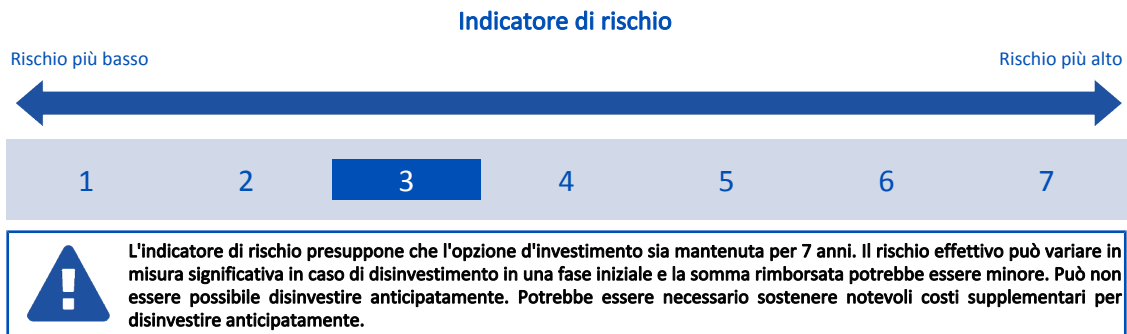 Indicatore di rischio
Rischio più basso
Rischio più alto
1 2 3 4 5 6 7
L'indicatore di rischio presuppone che l'opzione d'investimento sia mantenuta per 7 anni. Il rischio effettivo può variare in
misura significativa in caso di disinvestimento in una fase iniziale e la somma rimborsata potrebbe essere minore. Può non
essere possibile disinvestire anticipatamente. Potrebbe essere necessario sostenere notevoli costi supplementari per
disinvestire anticipatamente.